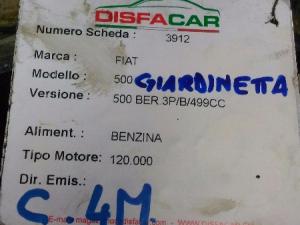 DISFACAR
Numero Scheda : 3912
Marca : FIAT
Modello : 500 GIARDINETTA
Versione : 500 BER.3P/B/499CC
Aliment. : BENZINA
Tipo Motore: 120.000
Dir. Emis.:
C. 4M.
DISFACAR